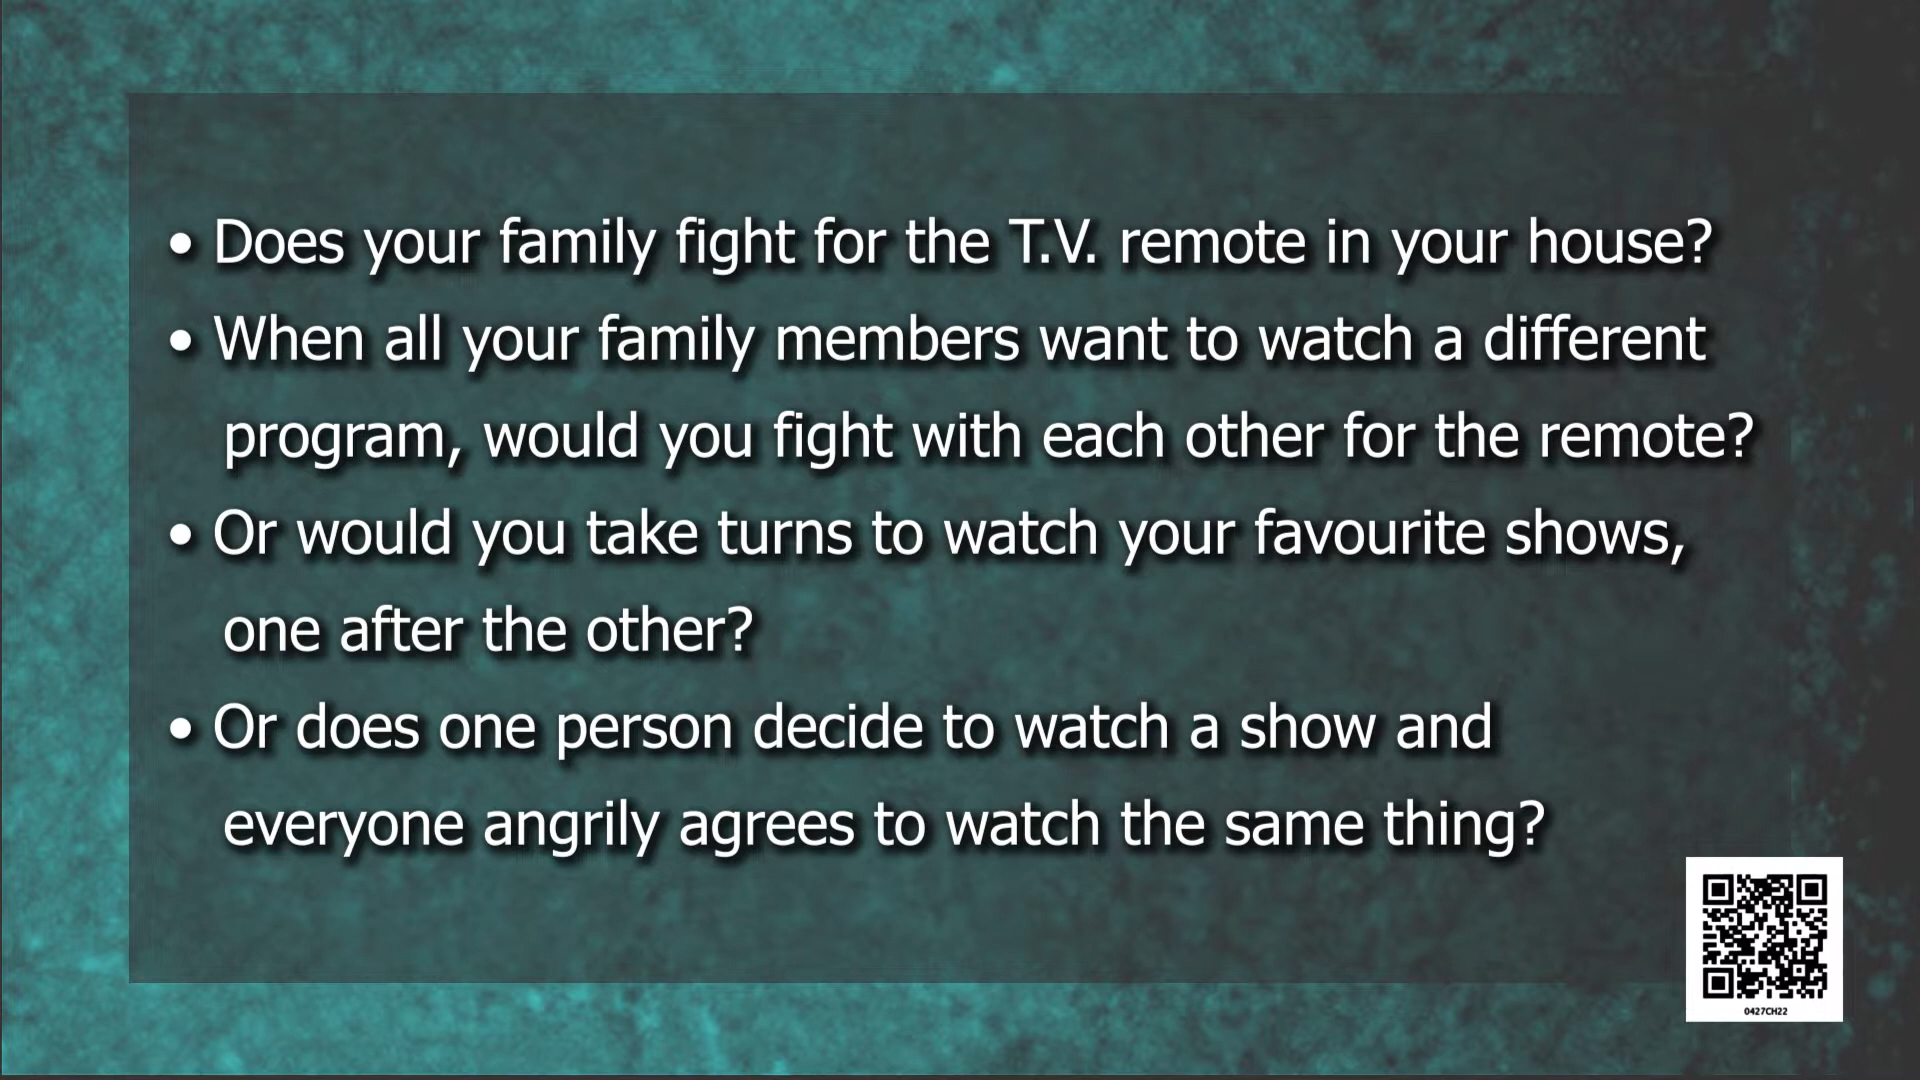 • Does your family fight for the T.V. remote in your house?
• When all your family members want to watch a different
program, would you fight with each other for the remote?
• Or would you take turns to watch your favourite shows,
one after the other?
• Or does one person decide to watch a show and
everyone angrily agrees to watch the same thing?
0427CH22